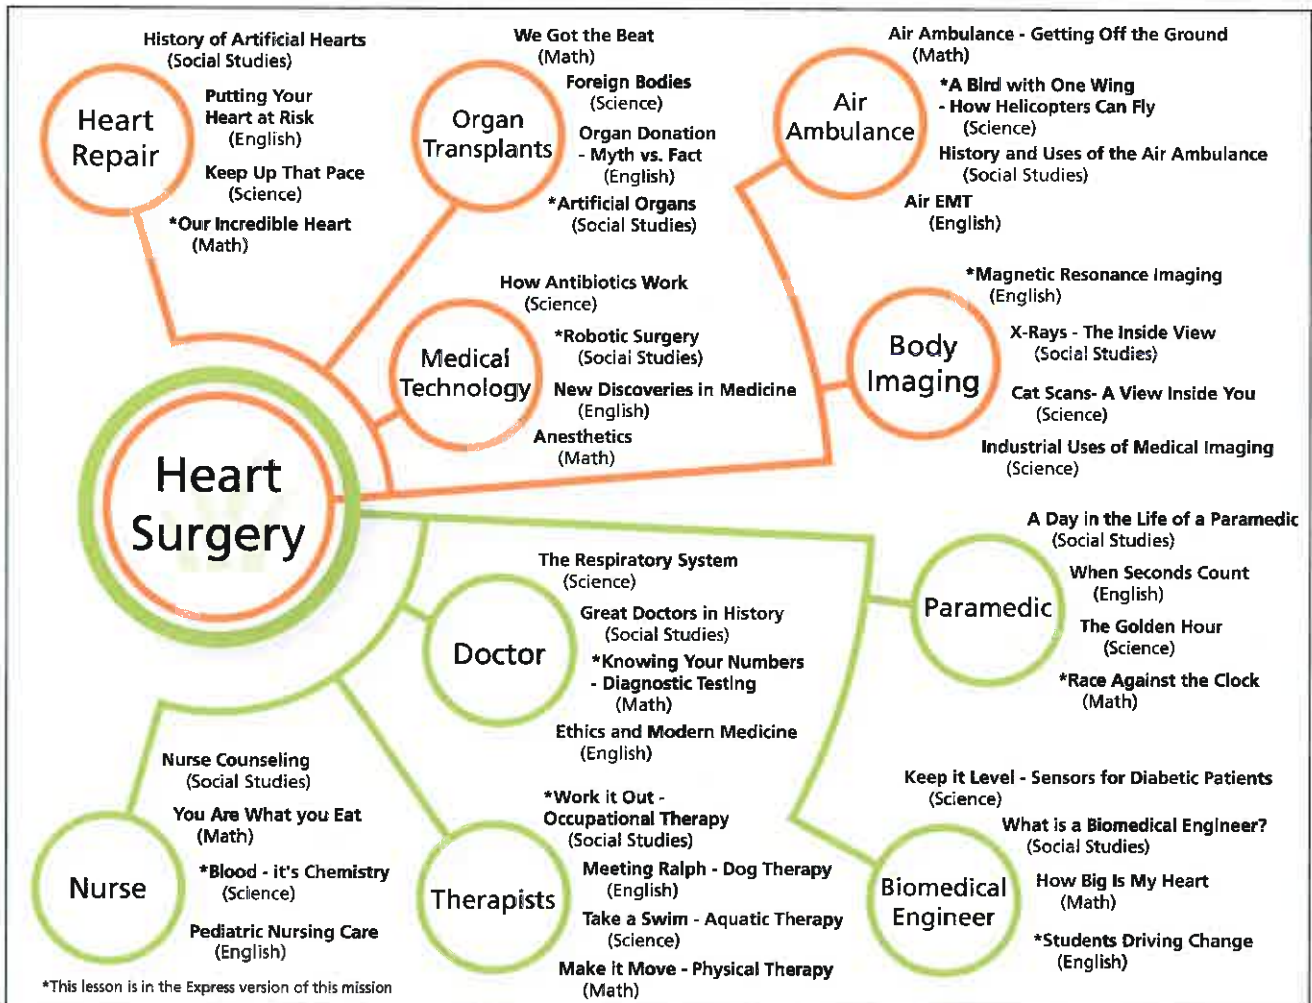 Heart
Repair
History of Artificial Hearts
(Social Studies)
Putting Your
Heart at Risk
(English)
Keep Up That Pace
(Science)
*Our Incredible Heart
(Math)
Organ
Transplants
We Got the Beat
(Math)
Foreign Bodies
(Science)
Organ Donation
- Myth vs. Fact
(English)
*Artificial Organs
(Social Studies)
Air
Ambulance
Air Ambulance - Getting Off the Ground
(Math)
*A Bird with One Wing
- How Helicopters Can Fly
(Science)
History and Uses of the Air Ambulance
(Social Studies)
Air EMT
(English)
Medical
Technology
How Antibiotics Work
(Science)
*Robotic Surgery
(Social Studies)
New Discoveries in Medicine
(English)
Anesthetics
(Math)
Body
Imaging
*Magnetic Resonance Imaging
(English)
X-Rays - The Inside View
(Social Studies)
Cat Scans- A View Inside You
(Science)
Industrial Uses of Medical Imaging
(Science)
Heart
Surgery
Doctor
The Respiratory System
(Science)
Great Doctors in History
(Social Studies)
*Knowing Your Numbers
- Diagnostic Testing
(Math)
Ethics and Modern Medicine
(English)
Paramedic
A Day in the Life of a Paramedic
(Social Studies)
When Seconds Count
(English)
The Golden Hour
(Science)
*Race Against the Clock
(Math)
Nurse
Nurse Counseling
(Social Studies)
You Are What you Eat
(Math)
*Blood - it's Chemistry
(Science)
Pediatric Nursing Care
(English)
Therapists
*Work it Out -
Occupational Therapy
(Social Studies)
Meeting Ralph - Dog Therapy
(English)
Take a Swim - Aquatic Therapy
(Science)
Make it Move - Physical Therapy
(Math)
Biomedical
Engineer
Keep it Level - Sensors for Diabetic Patients
(Science)
What is a Biomedical Engineer?
(Social Studies)
How Big Is My Heart
(Math)
*Students Driving Change
(English)
*This lesson is in the Express version of this mission